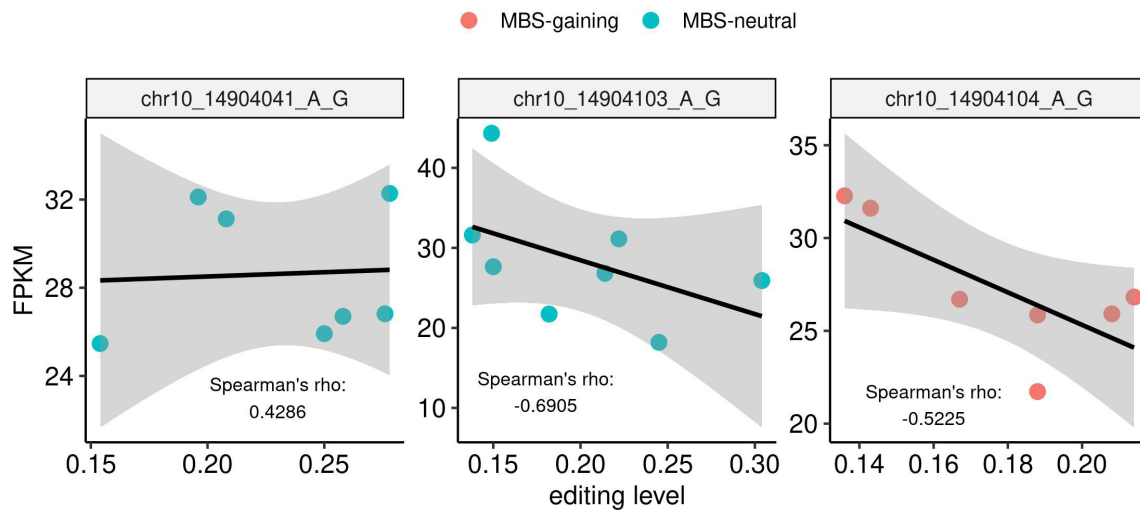 MBS-gaining MBS-neutral
chr10_14904041_A_G chr10_14904103_A_G chr10_14904104_A_G
FPKM
32
28
24
0.15 0.20 0.25
Spearman's rho:
0.4286
40
30
20
10
0.15 0.20 0.25 0.30
Spearman's rho:
-0.6905
35
30
25
20
0.14 0.16 0.18 0.20
Spearman's rho:
-0.5225
editing level